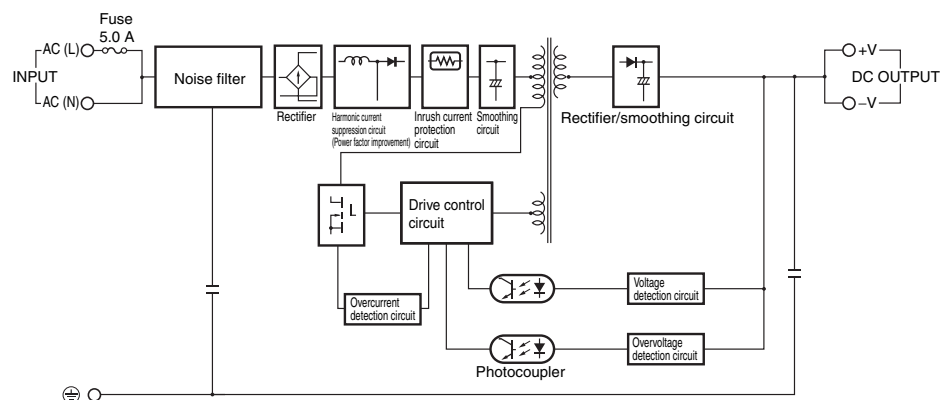 Fuse
5.0 A
AC (L)
INPUT
AC (N)
Noise filter
Rectifier
Harmonic current
suppression circuit
(Power factor improvement)
Inrush current
protection
circuit
Smoothing
circuit
Rectifier/smoothing circuit
+V
DC OUTPUT
–V
Drive control
circuit
Overcurrent
detection circuit
Voltage
detection circuit
Overvoltage
detection circuit
Photocoupler